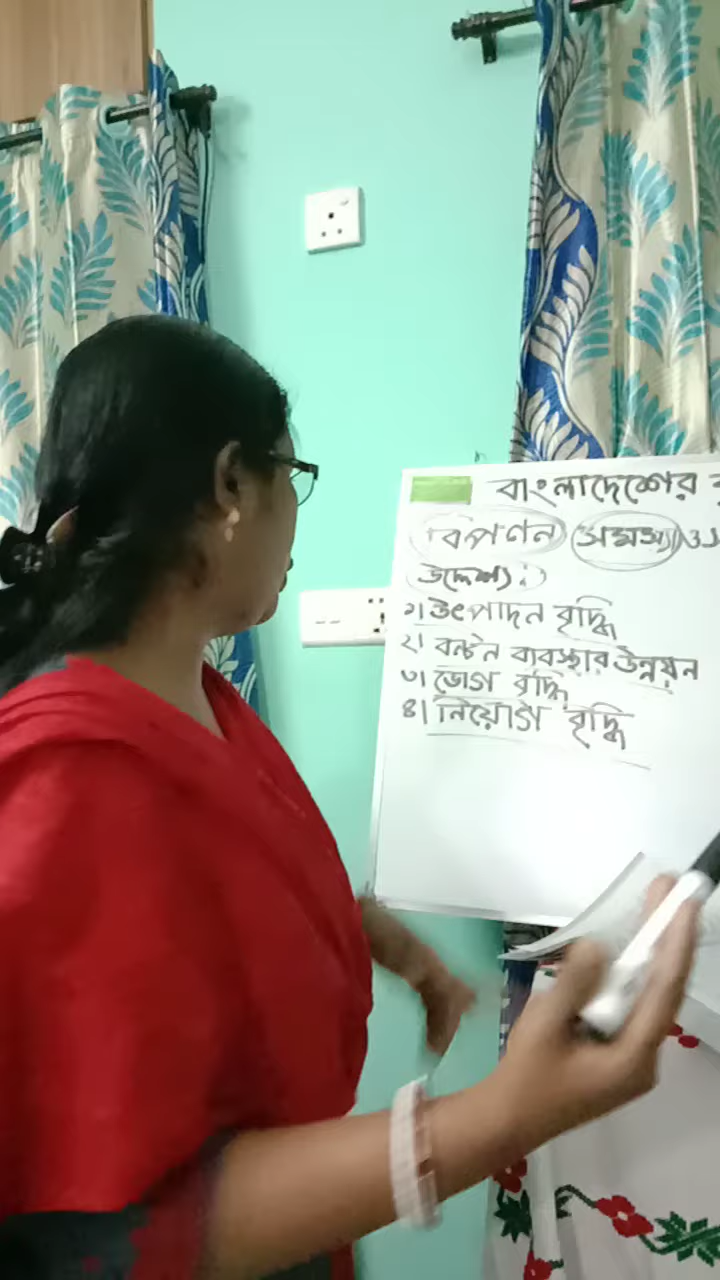 বাংলাদেশের
বিপণন সমস্যা ও
উদ্দেশ্য :
১। উৎপাদন বৃদ্ধি
২। বন্টন ব্যবস্থার উন্নয়ন
৩। ভোগ বৃদ্ধি
৪। নিয়োগ বৃদ্ধি